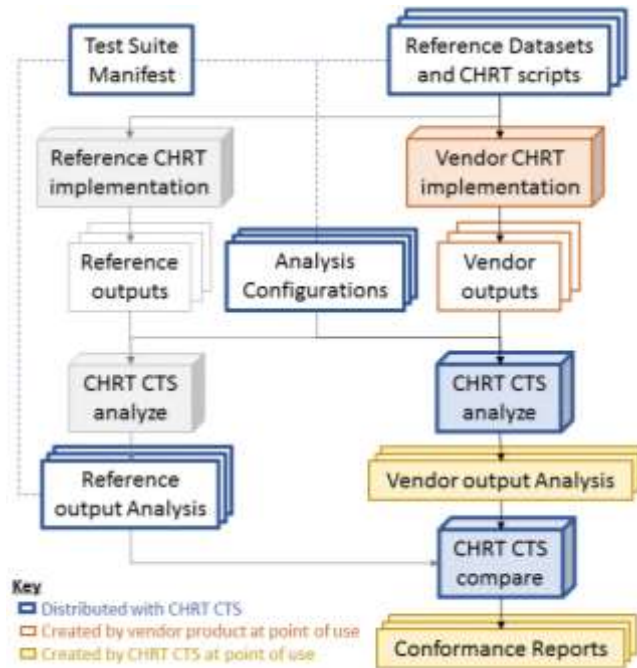 Test Suite
Manifest
Reference Datasets
and CHRT scripts
Reference CHRT
implementation
Vendor CHRT
implementation
Reference
outputs
Analysis
Configurations
Vendor
outputs
CHRT CTS
analyze
CHRT CTS
analyze
Reference
output Analysis
Vendor output Analysis
CHRT CTS
compare
Key
Distributed with CHRT CTS
Created by vendor product at point of use
Created by CHRT CTS at point of use
Conformance Reports